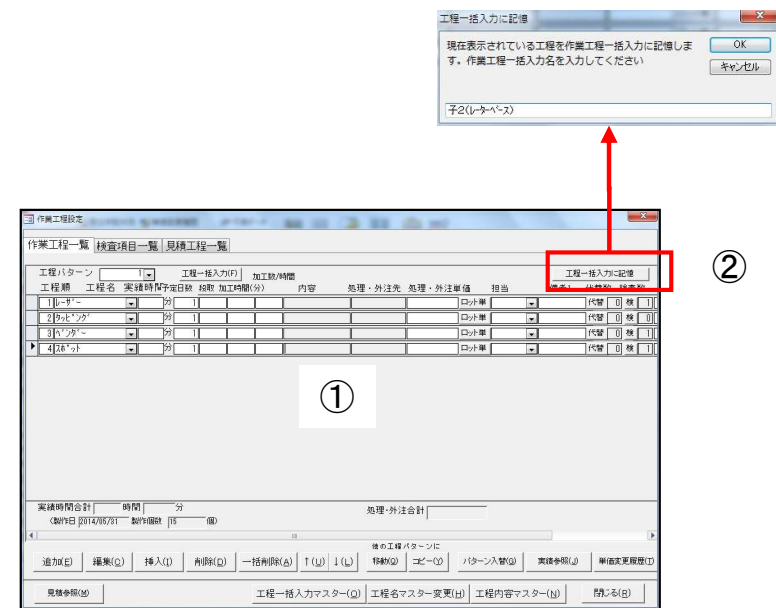 工程一括入力に記憶
現在表示されている工程を作業工程一括入力に記憶しま
す。作業工程一括入力名を入力してください
OK
キャンセル
子2(レーターベース)
作業工程設定
作業工程一覧 検査項目一覧 見積工程一覧
②
工程パターン 1 工程一括入力(F) 加工数/時間 工程一括入力に記憶
工程順 工程名 実績時間 予定日数 段取 加工時間(分) 内容 処理・外注先 処理・外注単価 担当
1 レーザー 分 1 ロット単 代替 0 検 1
2 タッピング 分 1 ロット単 代替 0 検 0
3 ベンダー 分 1 ロット単 代替 0 検 1
4 スポット 分 1 ロット単 代替 0 検 1
①
実績時間合計 時間 分 処理・外注合計
(製作日 2014/05/31 製作個数 15 個)
他の工程パターンに
追加(E) 編集(C) 挿入(I) 削除(D) 一括削除(A) ↑(U) ↓(L) 移動(Q) コピー(Y) パターン入替(Q) 実績参照(J) 単価変更履歴(T)
見積参照(M) 工程一括入力マスター(O) 工程名マスター変更(H) 工程内容マスター(N) 閉じる(R)